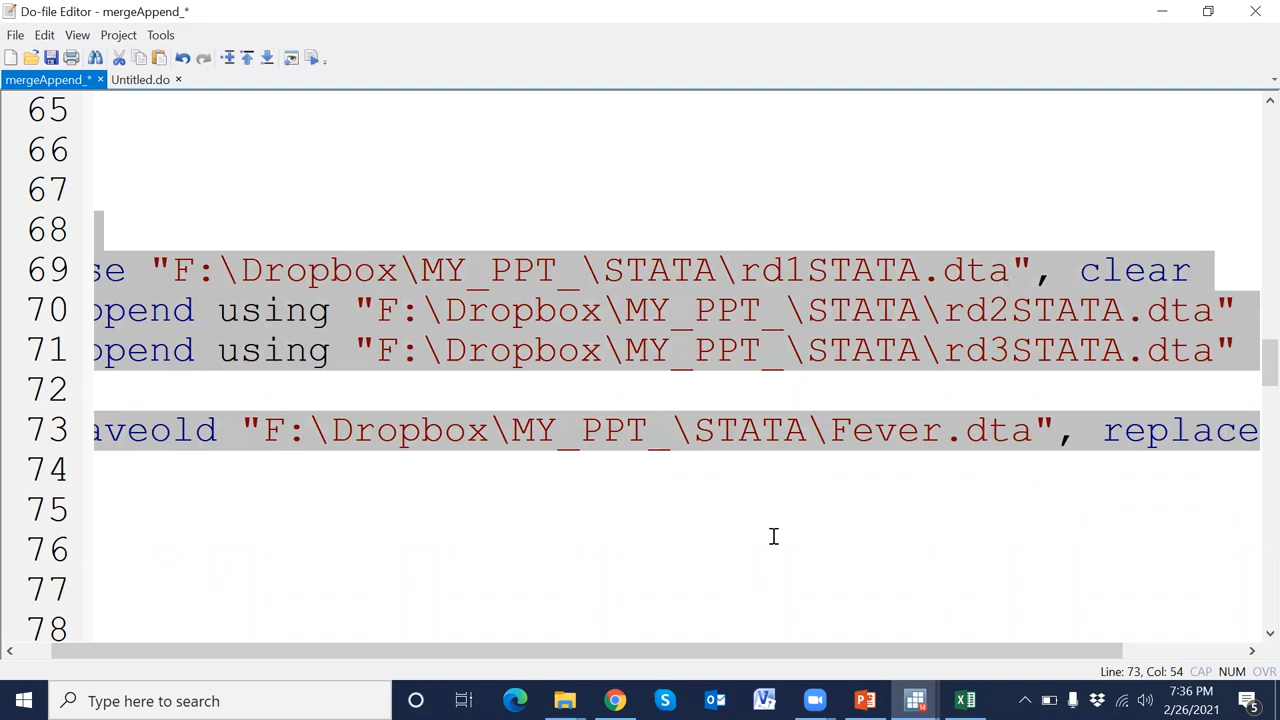 Do-file Editor - mergeAppend_*
File Edit View Project Tools
mergeAppend_* × Untitled.do ×
65
66
67
68
69 se "F:\Dropbox\MY_PPT_\STATA\rd1STATA.dta", clear
70 ppend using "F:\Dropbox\MY_PPT_\STATA\rd2STATA.dta"
71 ppend using "F:\Dropbox\MY_PPT_\STATA\rd3STATA.dta"
72
73 aveold "F:\Dropbox\MY_PPT_\STATA\Fever.dta", replace
74
75
76
77
78
Line: 73, Col: 54 CAP NUM OVR
Type here to search
7:36 PM
2/26/2021
5